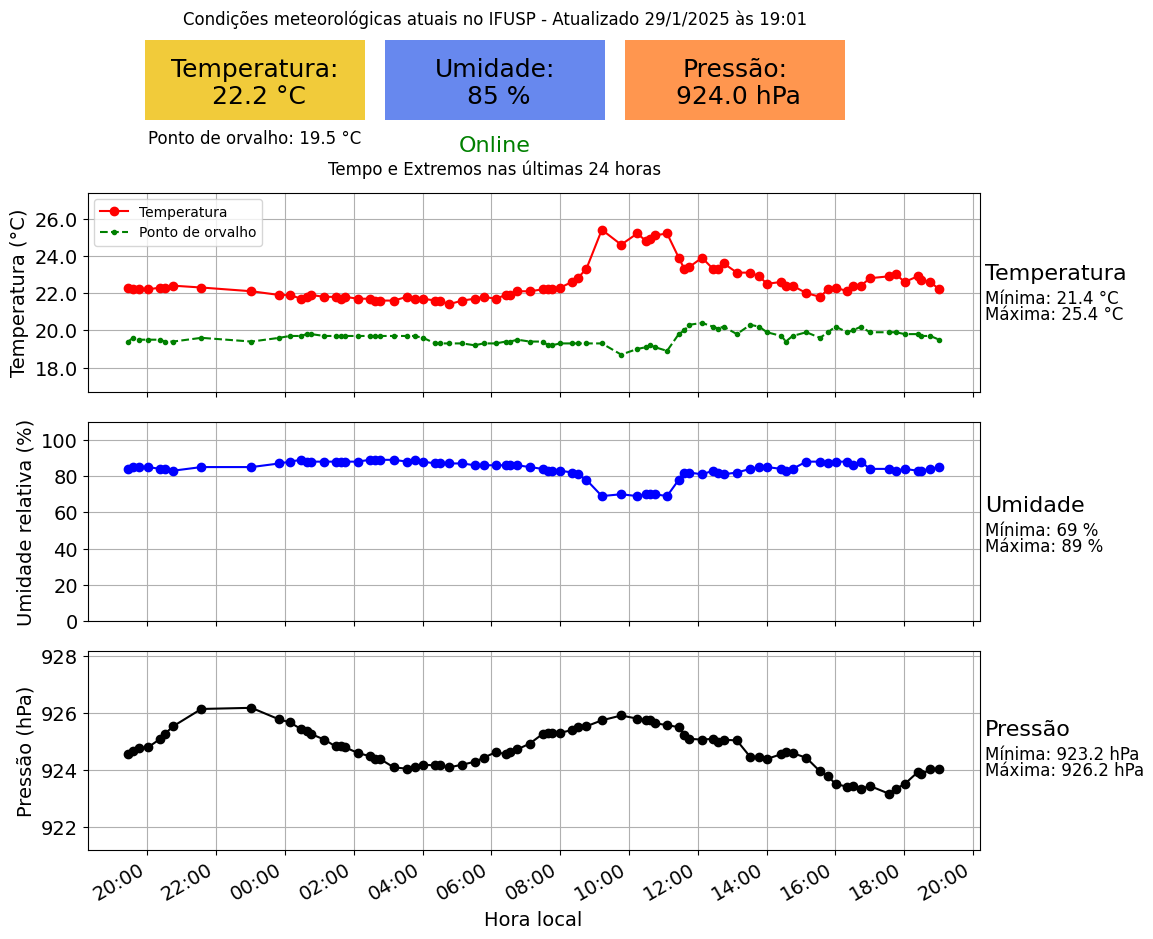 Condições meteorológicas atuais no IFUSP - Atualizado 29/1/2025 às 19:01
Temperatura:
22.2 °C
Umidade:
85 %
Pressão:
924.0 hPa
Ponto de orvalho: 19.5 °C
Online
Tempo e Extremos nas últimas 24 horas
Temperatura (°C)
26.0
24.0
22.0
20.0
18.0
Temperatura
Ponto de orvalho
Temperatura
Mínima: 21.4 °C
Máxima: 25.4 °C
Umidade relativa (%)
100
80
60
40
20
0
Umidade
Mínima: 69 %
Máxima: 89 %
Pressão (hPa)
928
926
924
922
Pressão
Mínima: 923.2 hPa
Máxima: 926.2 hPa
20:00 22:00 00:00 02:00 04:00 06:00 08:00 10:00 12:00 14:00 16:00 18:00 20:00
Hora local